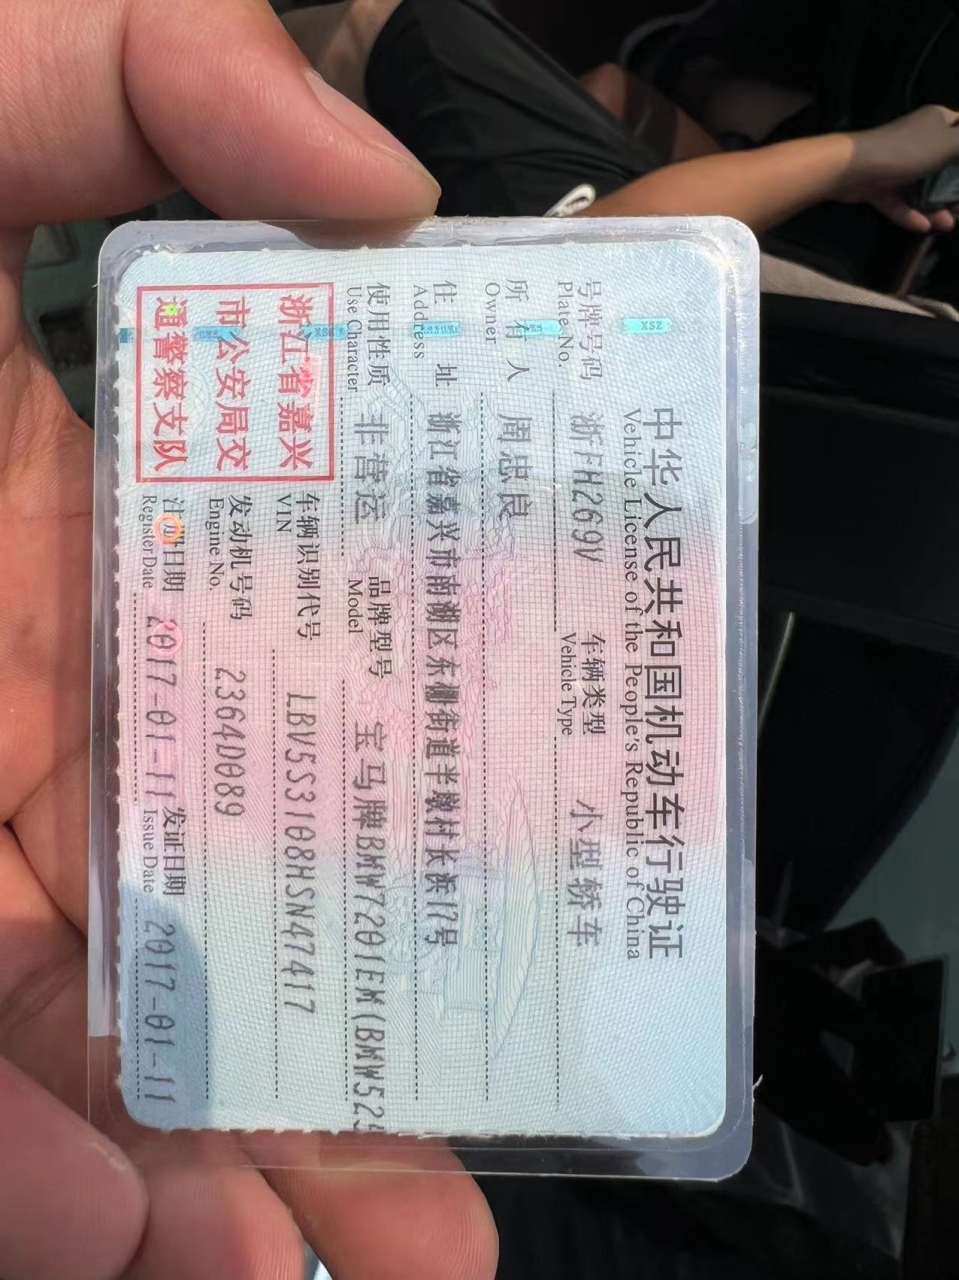 XSZ
中华人民共和国机动车行驶证
Vehicle License of the People's Republic of China
号牌号码 浙FH269V 车辆类型 小型轿车
Plate No. Vehicle Type
所有人 周忠良
Owner
住址 浙江省嘉兴市南湖区东栅街道半墩村长浜17号
Address
使用性质 非营运 品牌型号 宝马牌BMW7201EM(BMW52
Use Character Model
浙江省嘉兴
市公安局交
通警察支队
车辆识别代号 LBV5S3108HSN47417
VIN
发动机号码 2364D089
Engine No.
注册日期 2017-01-11 发证日期 2017-01-11
Register Date Issue Date